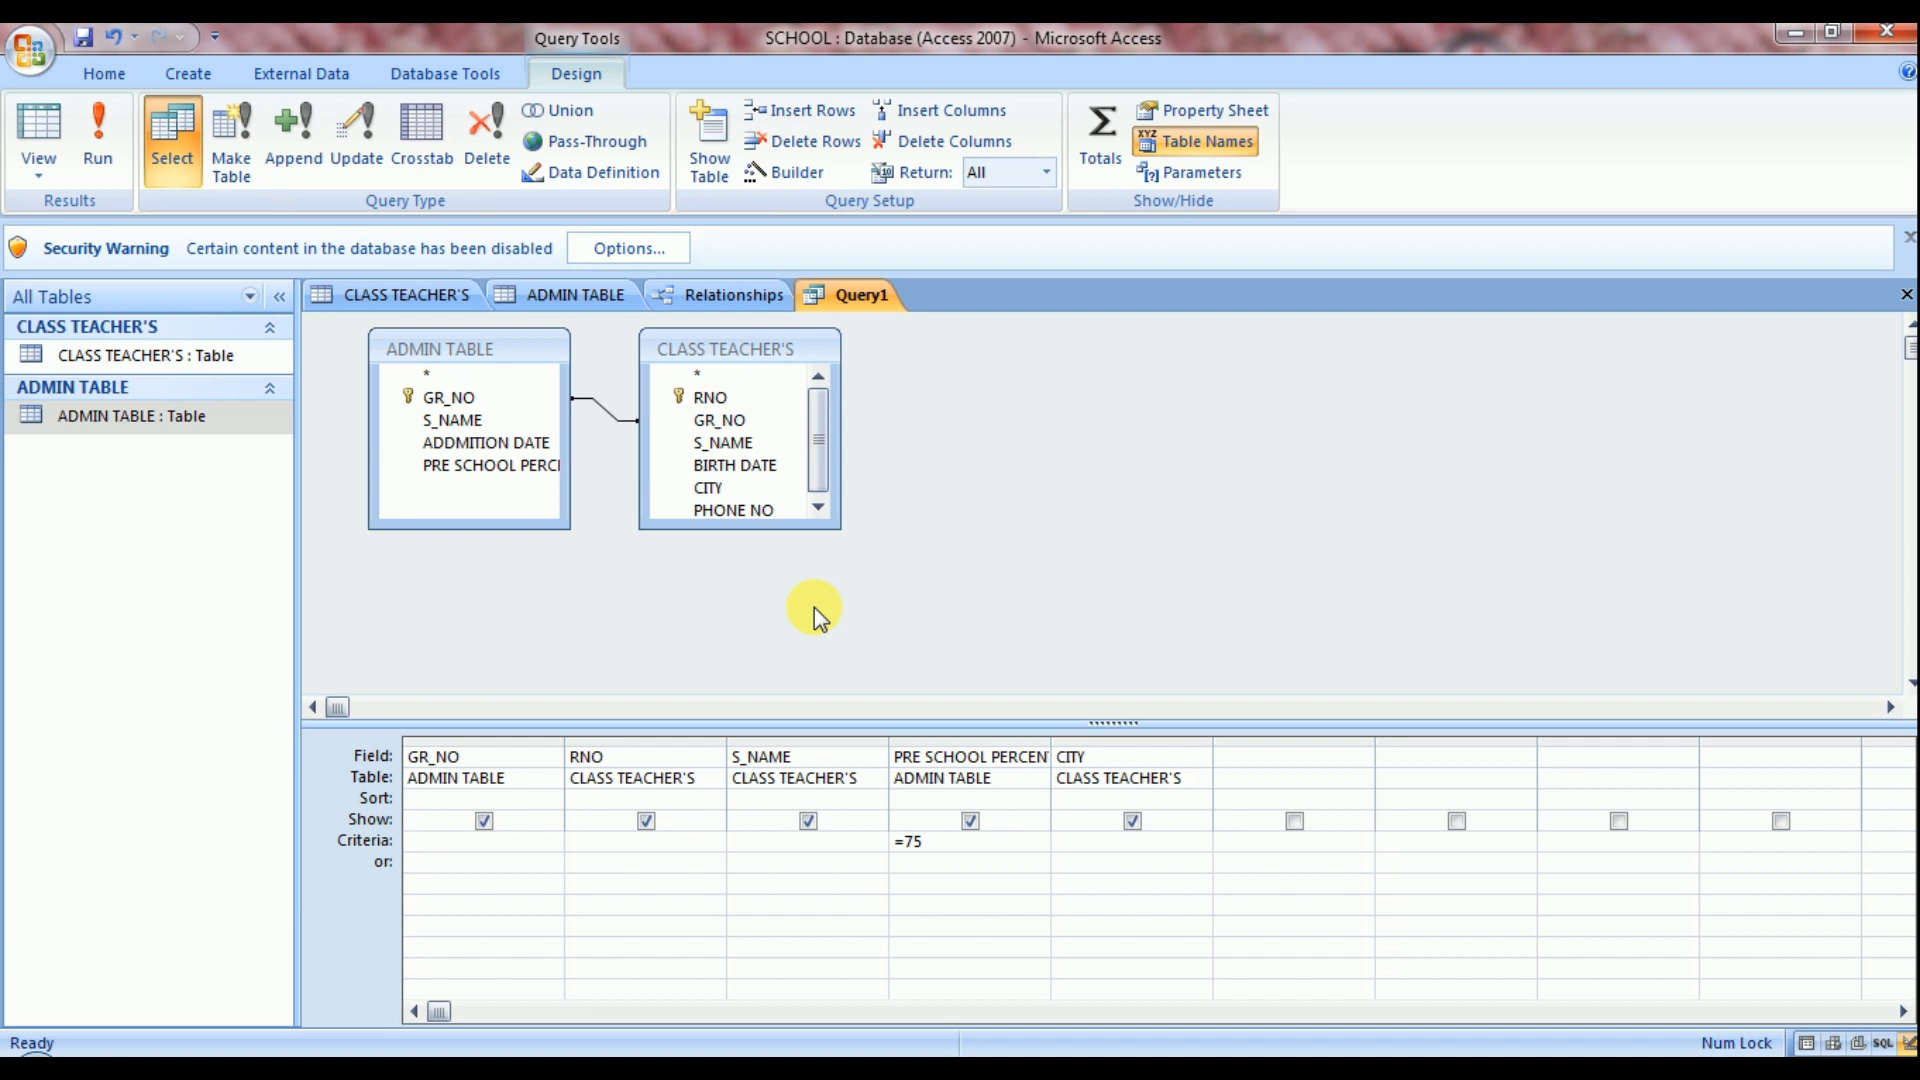 Query Tools
SCHOOL : Database (Access 2007) - Microsoft Access
Home Create External Data Database Tools Design
View Run Select Make Table Append Update Crosstab Delete
Union
Pass-Through
Data Definition
Show Table
Insert Rows
Delete Rows
Builder
Insert Columns
Delete Columns
Return: All
Totals
Property Sheet
Table Names
Parameters
Results Query Type Query Setup Show/Hide
Security Warning Certain content in the database has been disabled Options...
All Tables
CLASS TEACHER'S
CLASS TEACHER'S : Table
ADMIN TABLE
ADMIN TABLE : Table
CLASS TEACHER'S ADMIN TABLE Relationships Query1
ADMIN TABLE
*
GR_NO
S_NAME
ADDMITION DATE
PRE SCHOOL PERCI
CLASS TEACHER'S
*
RNO
GR_NO
S_NAME
BIRTH DATE
CITY
PHONE NO
Field: GR_NO RNO S_NAME PRE SCHOOL PERCEN CITY
Table: ADMIN TABLE CLASS TEACHER'S CLASS TEACHER'S ADMIN TABLE CLASS TEACHER'S
Sort:
Show:
Criteria: =75
or:
Ready Num Lock SQL